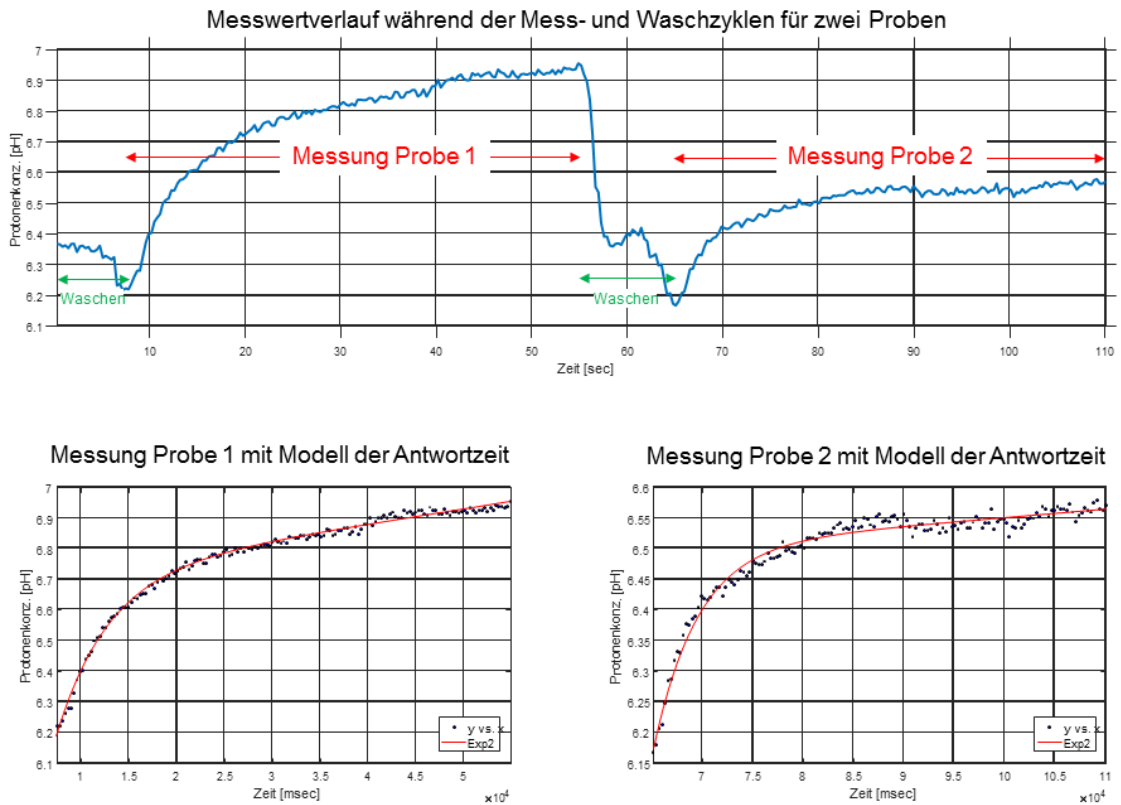 Messwertverlauf während der Mess- und Waschzyklen für zwei Proben
7
6.9
6.8
6.7
6.6
6.5
6.4
6.3
6.2
6.1
Protonenkonz. [pH]
Messung Probe 1
Messung Probe 2
Waschen
Waschen
10 20 30 40 50 60 70 80 90 100 110
Zeit [sec]
Messung Probe 1 mit Modell der Antwortzeit
7
6.9
6.8
6.7
6.6
6.5
6.4
6.3
6.2
6.1
Protonenkonz. [pH]
y vs. x
Exp2
1 1.5 2 2.5 3 3.5 4 4.5 5
Zeit [msec]
×10⁴
Messung Probe 2 mit Modell der Antwortzeit
6.6
6.55
6.5
6.45
6.4
6.35
6.3
6.25
6.2
6.15
Protonenkonz. [pH]
y vs. x
Exp2
7 7.5 8 8.5 9 9.5 10 10.5 11
Zeit [msec]
×10⁴